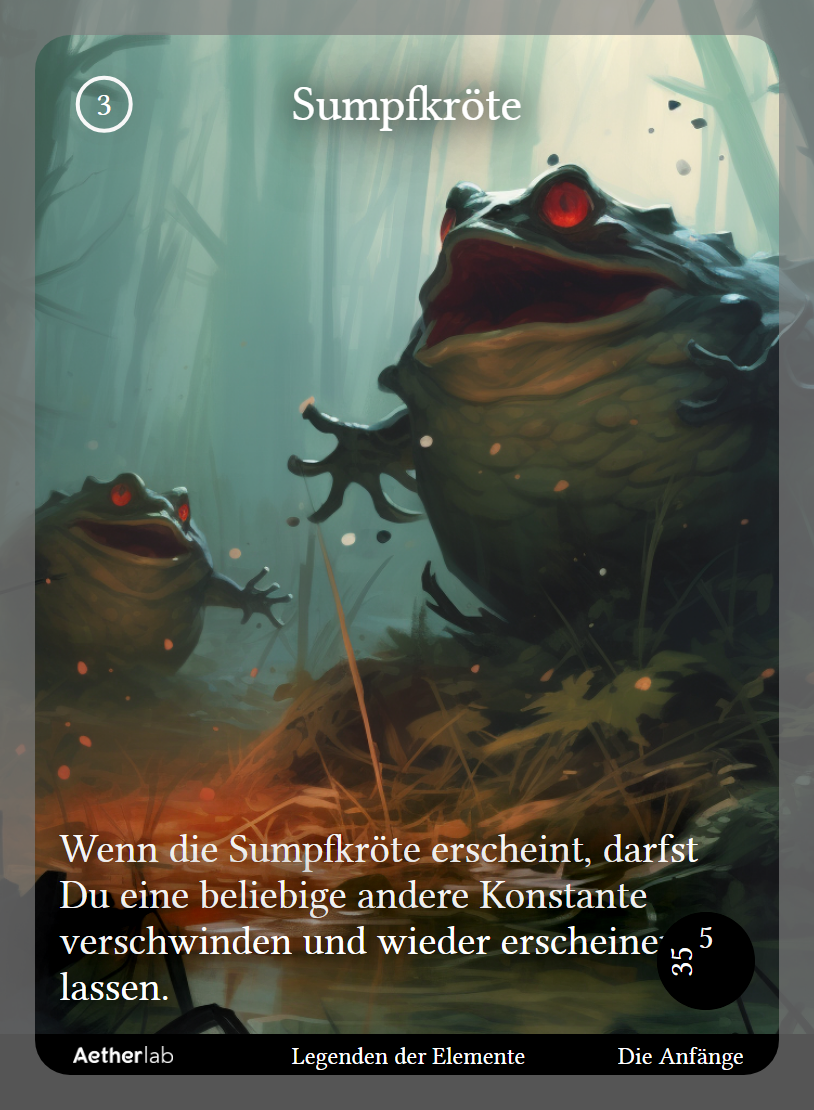 3
Sumpfkröte
Wenn die Sumpfkröte erscheint, darfst
Du eine beliebige andere Konstante
verschwinden und wieder
lassen.
5
35
Aetherlab
Legenden der Elemente
Die Anfänge